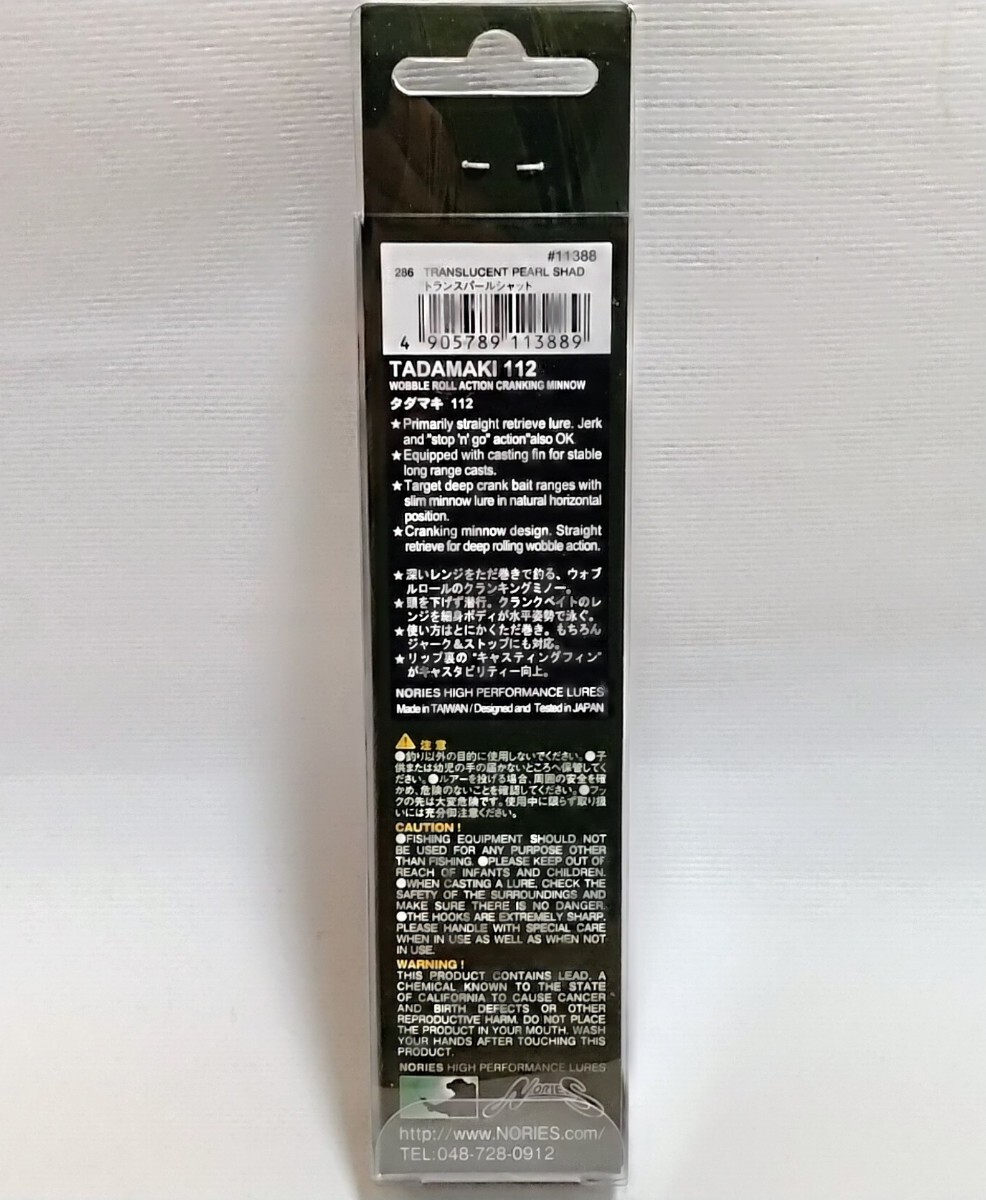 #11388
286 TRANSLUCENT PEARL SHAD
トランスパールシャット
4 905789 113889
TADAMAKI 112
WOBBLE ROLL ACTION CRANKING MINNOW
タダマキ 112
★Primarily straight retrieve lure. Jerk
and "stop 'n' go" action"also OK
★Equipped with casting fin for stable
long range casts.
★Target deep crank bait ranges with
slim minnow lure in natural horizontal
position.
★Cranking minnow design. Straight
retrieve for deep rolling wobble action.
★深いレンジをただ巻きで釣る、ウォブ
ルロールのクランキングミノー。
★頭を下げず潜行。クランクベイトのレ
ンジを細身ボディが水平姿勢で泳ぐ。
★使い方はとにかくただ巻き。もちろん
ジャーク&ストップにも対応。
★リップ裏の"キャスティングフィン"
がキャスタビリティー向上。
NORIES HIGH PERFORMANCE LURES
Made in TAIWAN / Designed and Tested in JAPAN
注意
●釣り以外の目的に使用しないでください。●子
供または幼児の手の届かないところへ保管してく
ださい。●ルアーを投げる場合、周囲の安全を確
かめ、危険のないことを確認してください。●フッ
クの先は大変危険です。使用中に限らず取り扱
いには充分御注意ください。
CAUTION !
●FISHING EQUIPMENT SHOULD NOT
BE USED FOR ANY PURPOSE OTHER
THAN FISHING. ●PLEASE KEEP OUT OF
REACH OF INFANTS AND CHILDREN.
●WHEN CASTING A LURE, CHECK THE
SAFETY OF THE SURROUNDINGS AND
MAKE SURE THERE IS NO DANGER.
●THE HOOKS ARE EXTREMELY SHARP.
PLEASE HANDLE WITH SPECIAL CARE
WHEN IN USE AS WELL AS WHEN NOT
IN USE.
WARNING !
THIS PRODUCT CONTAINS LEAD, A
CHEMICAL KNOWN TO THE STATE
OF CALIFORNIA TO CAUSE CANCER
AND BIRTH DEFECTS OR OTHER
REPRODUCTIVE HARM. DO NOT PLACE
THE PRODUCT IN YOUR MOUTH. WASH
YOUR HANDS AFTER TOUCHING THIS
PRODUCT.
NORIES HIGH PERFORMANCE LURES
NORIES
http://www.NORIES.com/
TEL:048-728-0912